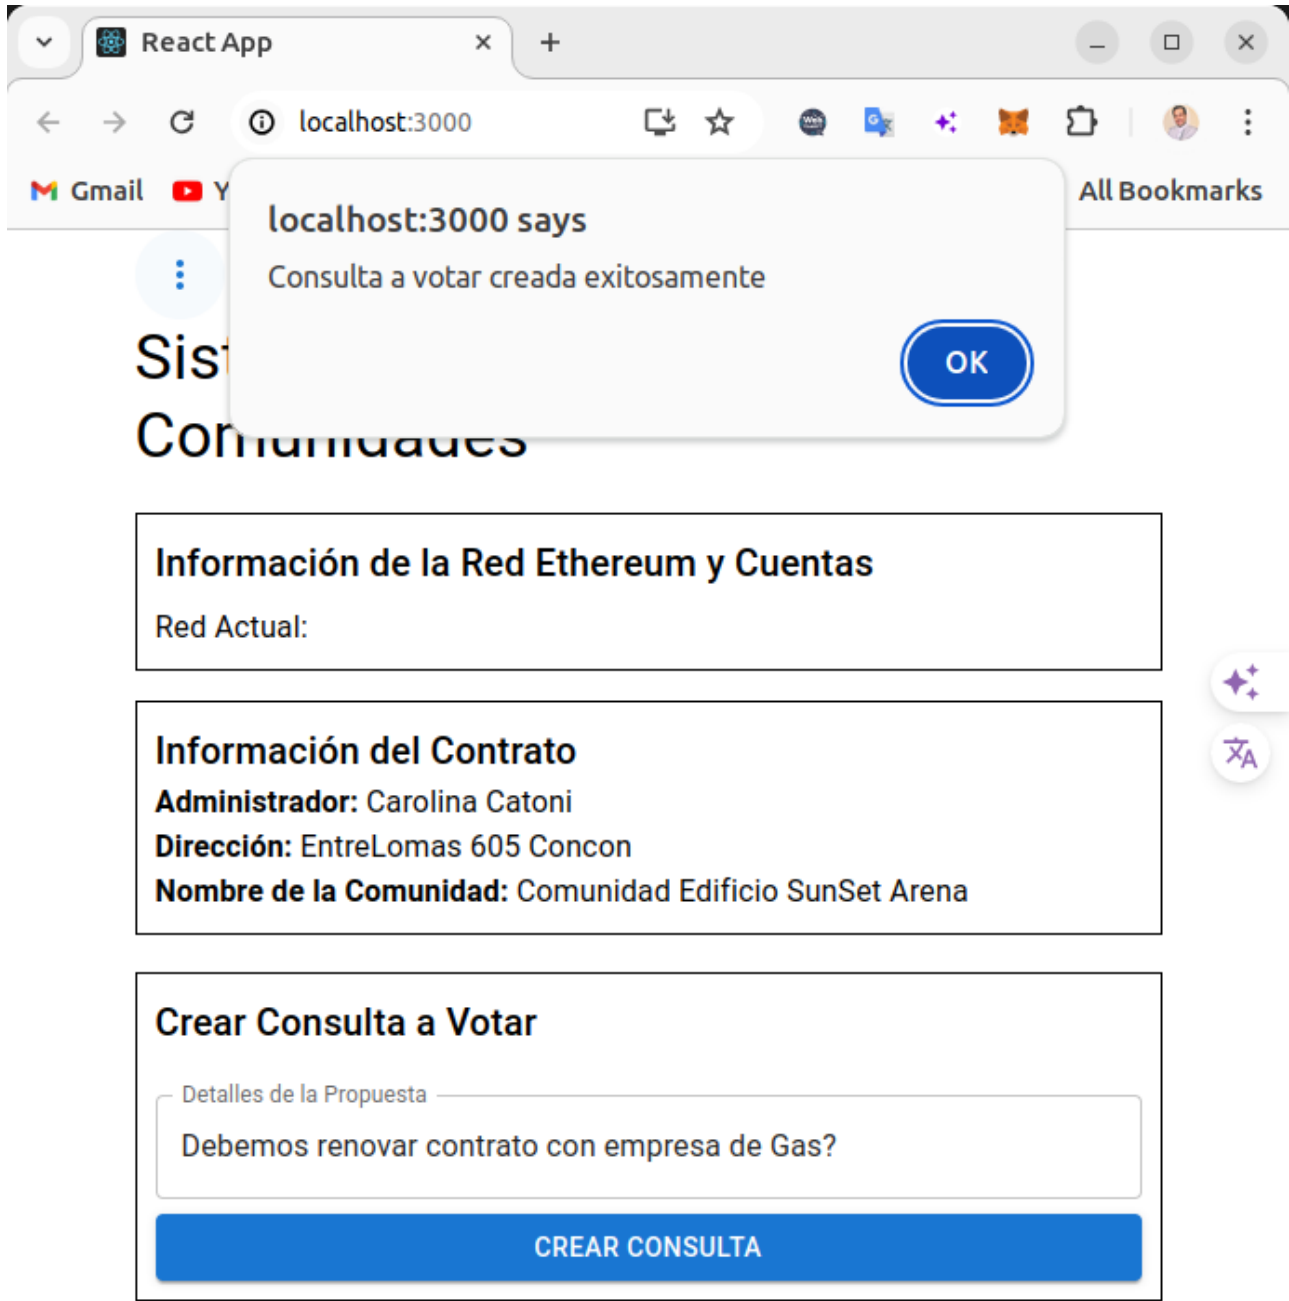 React App
localhost:3000
Gmail
All Bookmarks
localhost:3000 says
Consulta a votar creada exitosamente
OK
Comunidades
Información de la Red Ethereum y Cuentas
Red Actual:
Información del Contrato
Administrador: Carolina Catoni
Dirección: EntreLomas 605 Concon
Nombre de la Comunidad: Comunidad Edificio SunSet Arena
Crear Consulta a Votar
Detalles de la Propuesta
Debemos renovar contrato con empresa de Gas?
CREAR CONSULTA